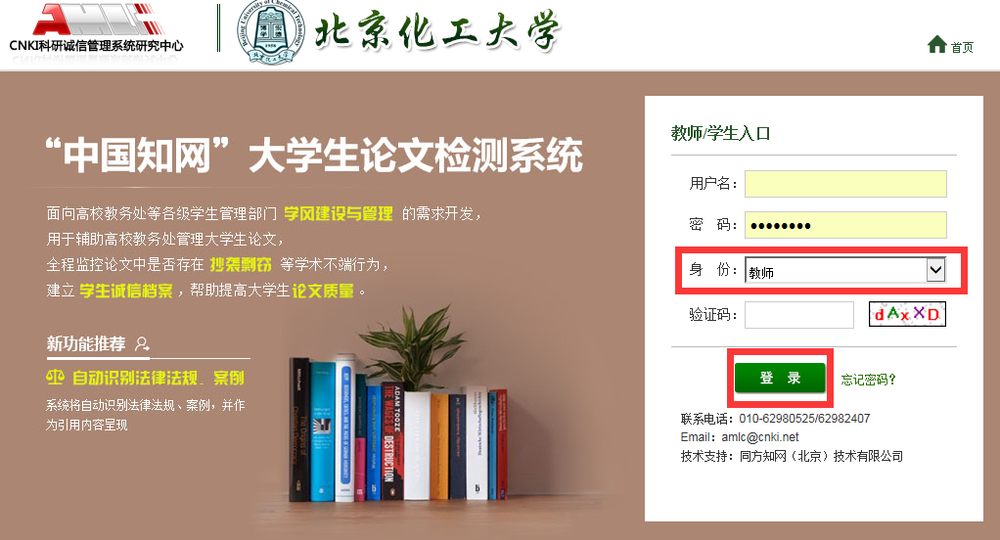 AMLC
CNKI科研诚信管理系统研究中心
Beijing University of Chemical Technology
1958
北京化工大学
首页
“中国知网”大学生论文检测系统
面向高校教务处等各级学生管理部门 学风建设与管理 的需求开发，
用于辅助高校教务处管理大学生论文，
全程监控论文中是否存在 抄袭剽窃 等学术不端行为，
建立 学生诚信档案 ，帮助提高大学生论文质量 。
新功能推荐
自动识别法律法规、案例
系统将自动识别法律法规、案例，并作
为引用内容呈现
ADAM TOOZE
THE WAGES OF DESTRUCTION
教师/学生入口
用户名：
密 码： ●●●●●●●●
身 份： 教师
验证码： dAxXD
登 录 忘记密码?
联系电话：010-62980525/62982407
Email：amlc@cnki.net
技术支持：同方知网（北京）技术有限公司